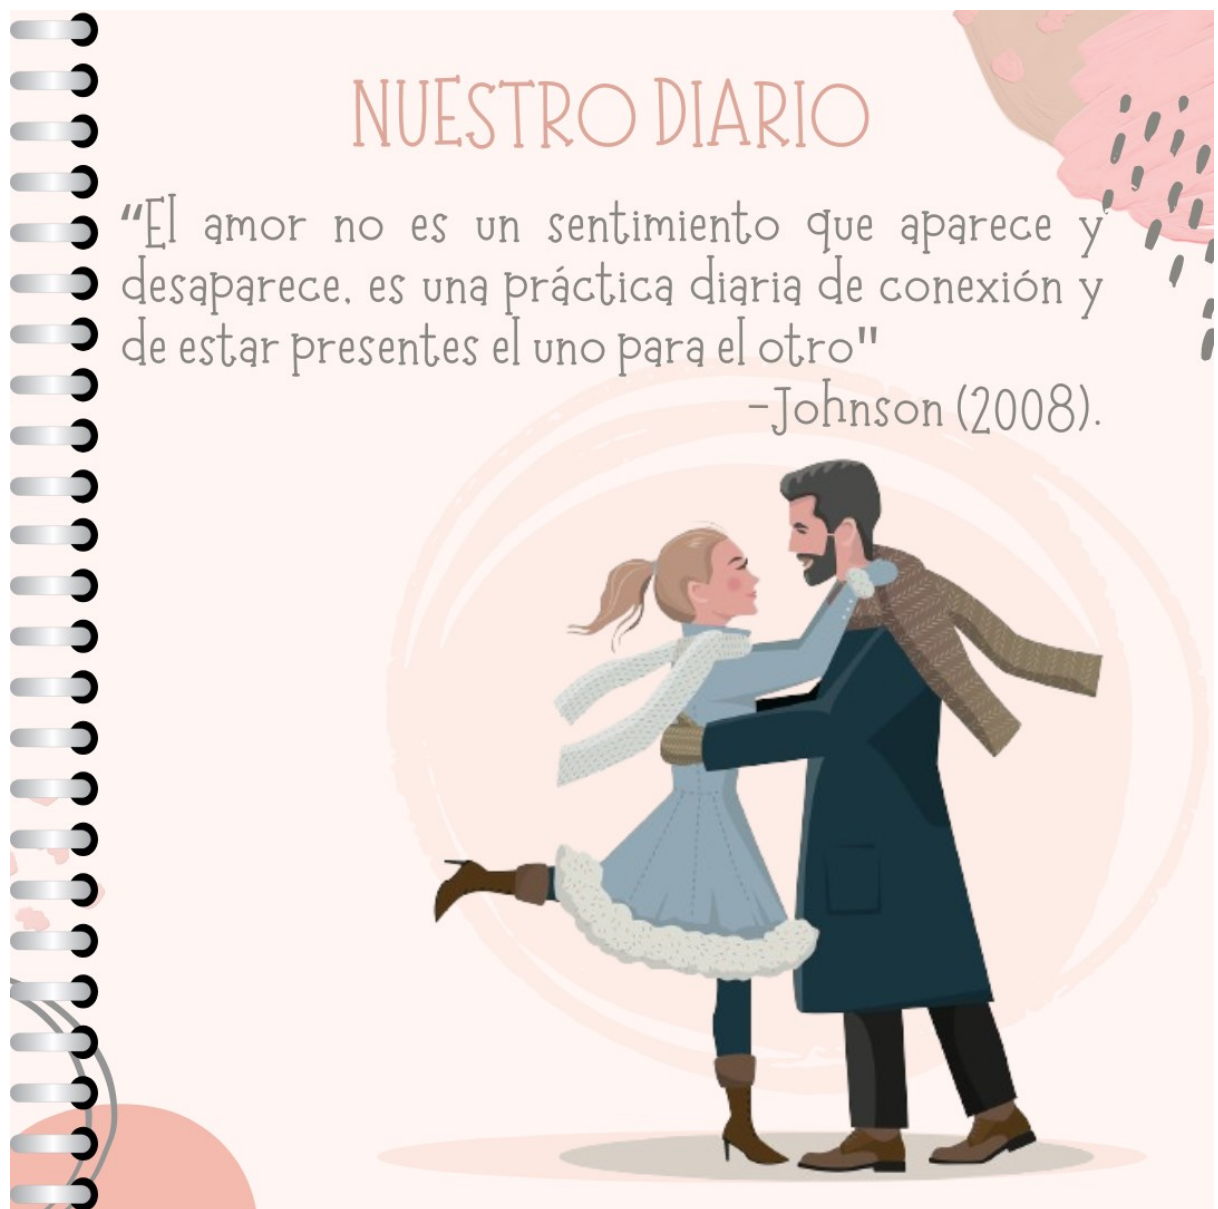 NUESTRO DIARIO
“El amor no es un sentimiento que aparece y
desaparece, es una práctica diaria de conexión y
de estar presentes el uno para el otro"
-Johnson (2008).